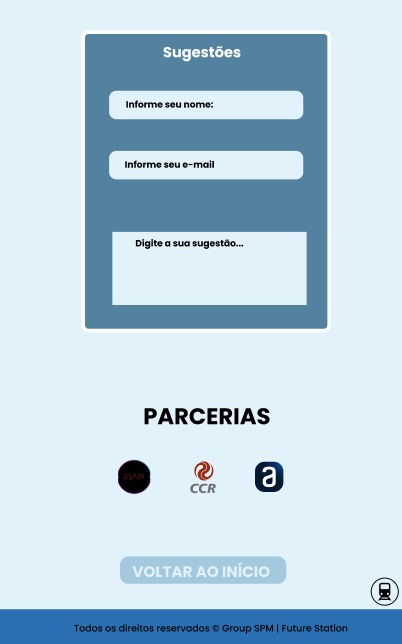 Sugestões
Informe seu nome:
Informe seu e-mail
Digite a sua sugestão...
PARCERIAS
FIAP
CCR
a
VOLTAR AO INÍCIO
Todos os direitos reservados © Group SPM | Future Station